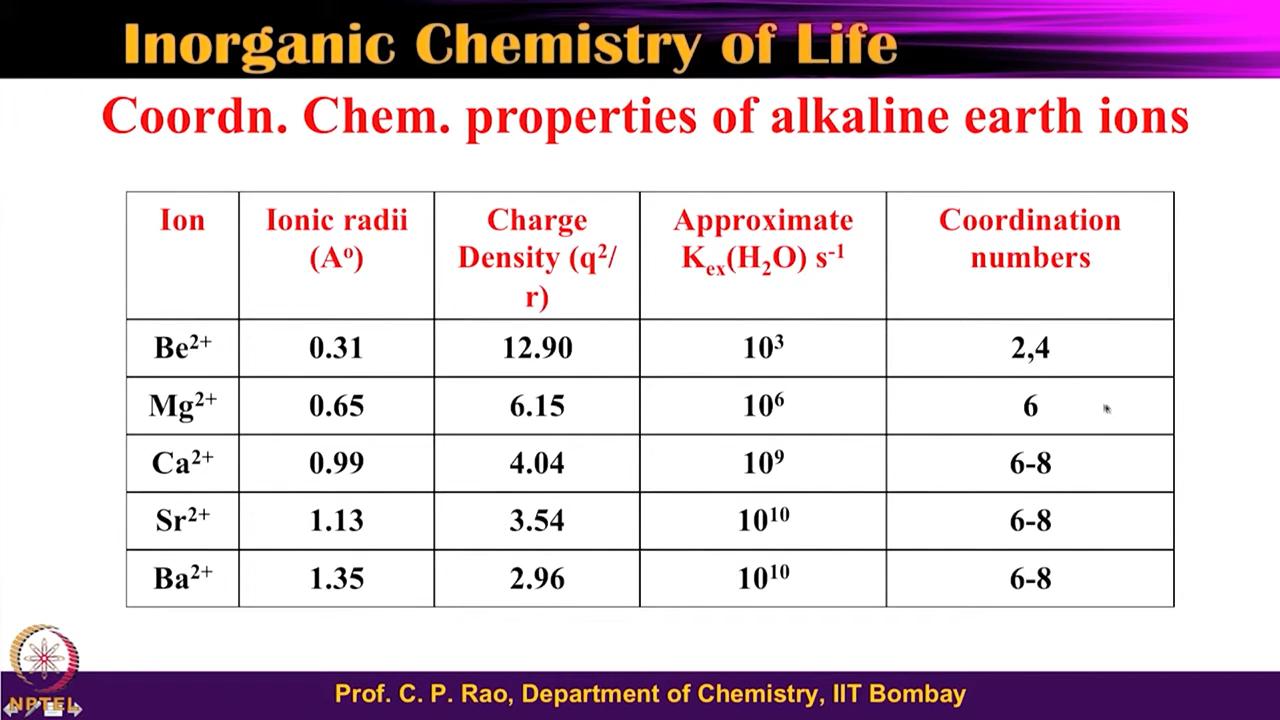 Inorganic Chemistry of Life
Coordn. Chem. properties of alkaline earth ions
Ion
Ionic radii
(Aº)
Charge
Density (q²/
r)
Approximate
Kₑₓ(H₂O) s⁻¹
Coordination
numbers
Be²⁺ 0.31 12.90 10³ 2,4
Mg²⁺ 0.65 6.15 10⁶ 6
Ca²⁺ 0.99 4.04 10⁹ 6-8
Sr²⁺ 1.13 3.54 10¹⁰ 6-8
Ba²⁺ 1.35 2.96 10¹⁰ 6-8
NPTEL
Prof. C. P. Rao, Department of Chemistry, IIT Bombay